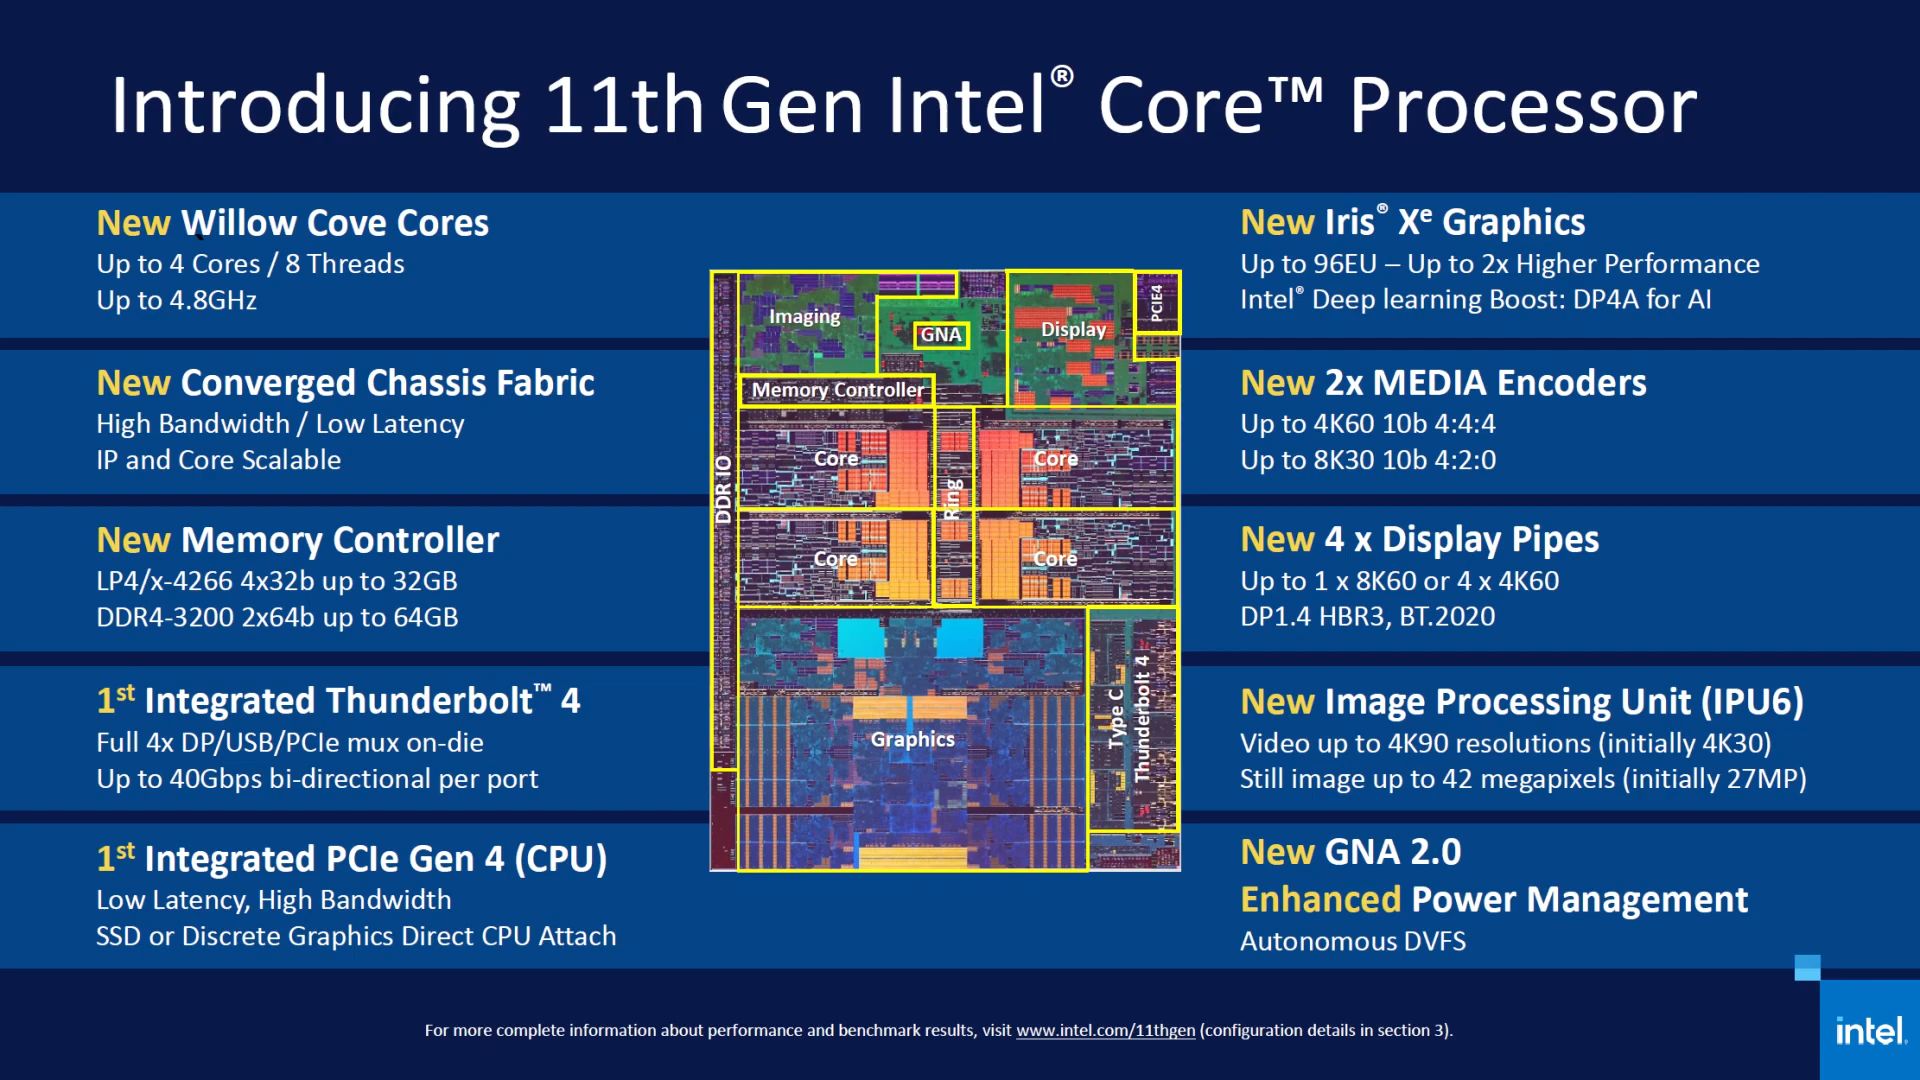 Introducing 11th Gen Intel® Core™ Processor
New Willow Cove Cores
Up to 4 Cores / 8 Threads
Up to 4.8GHz
New Converged Chassis Fabric
High Bandwidth / Low Latency
IP and Core Scalable
New Memory Controller
LP4/x-4266 4x32b up to 32GB
DDR4-3200 2x64b up to 64GB
1st Integrated Thunderbolt™ 4
Full 4x DP/USB/PCIe mux on-die
Up to 40Gbps bi-directional per port
1st Integrated PCIe Gen 4 (CPU)
Low Latency, High Bandwidth
SSD or Discrete Graphics Direct CPU Attach
Imaging
GNA
Display
PCIE4
Memory Controller
DDR IO
Core
Ring
Core
Core
Core
Graphics
Type C
Thunderbolt 4
New Iris® Xe Graphics
Up to 96EU – Up to 2x Higher Performance
Intel® Deep learning Boost: DP4A for AI
New 2x MEDIA Encoders
Up to 4K60 10b 4:4:4
Up to 8K30 10b 4:2:0
New 4 x Display Pipes
Up to 1 x 8K60 or 4 x 4K60
DP1.4 HBR3, BT.2020
New Image Processing Unit (IPU6)
Video up to 4K90 resolutions (initially 4K30)
Still image up to 42 megapixels (initially 27MP)
New GNA 2.0
Enhanced Power Management
Autonomous DVFS
For more complete information about performance and benchmark results, visit www.intel.com/11thgen (configuration details in section 3).
intel.